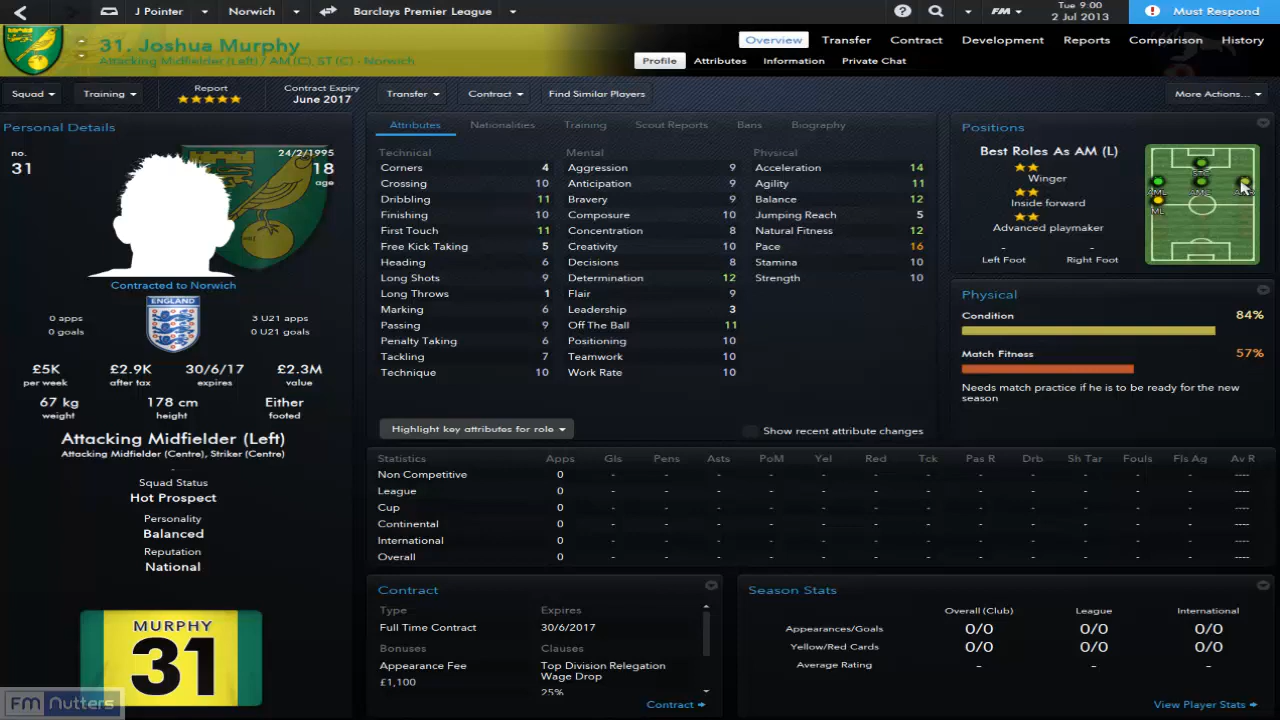 J Pointer Norwich Barclays Premier League FM Tue 9:00 2 Jul 2013 Must Respond
31. Joshua Murphy
Attacking Midfielder (Left) / AM (C), ST (C) - Norwich
Overview Transfer Contract Development Reports Comparison History
Profile Attributes Information Private Chat
Squad Training Report Contract Expiry June 2017 Transfer Contract Find Similar Players More Actions...
Personal Details
no. 31
24/2/1995
18
age
Contracted to Norwich
ENGLAND
0 apps 3 U21 apps
0 goals 0 U21 goals
£5K £2.9K 30/6/17 £2.3M
per week after tax expires value
67 kg 178 cm Either
weight height footed
Attacking Midfielder (Left)
Attacking Midfielder (Centre), Striker (Centre)
-
Squad Status
Hot Prospect
Personality
Balanced
Reputation
National
MURPHY
31
FM Nutters
Attributes Nationalities Training Scout Reports Bans Biography
Technical Mental Physical
Corners 4 Aggression 9 Acceleration 14
Crossing 10 Anticipation 9 Agility 11
Dribbling 11 Bravery 9 Balance 12
Finishing 10 Composure 10 Jumping Reach 5
First Touch 11 Concentration 8 Natural Fitness 12
Free Kick Taking 5 Creativity 10 Pace 16
Heading 6 Decisions 8 Stamina 10
Long Shots 9 Determination 12 Strength 10
Long Throws 1 Flair 9
Marking 6 Leadership 3
Passing 9 Off The Ball 11
Penalty Taking 6 Positioning 10
Tackling 7 Teamwork 10
Technique 10 Work Rate 10
Highlight key attributes for role Show recent attribute changes
Statistics Apps Gls Pens Asts PoM Yel Red Tck Pas R Drb Sh Tar Fouls Fls Ag Av R
Non Competitive 0 - - - - - - - - - - - - ----
League 0 - - - - - - - - - - - - ----
Cup 0 - - - - - - - - - - - - ----
Continental 0 - - - - - - - - - - - - ----
International 0 - - - - - - - - - - - - ----
Overall 0 - - - - - - - - - - - - ----
Contract
Type Expires
Full Time Contract 30/6/2017
Bonuses Clauses
Appearance Fee Top Division Relegation
£1,100 Wage Drop
25%
Contract
Season Stats
Overall (Club) League International
Appearances/Goals 0/0 0/0 0/0
Yellow/Red Cards 0/0 0/0 0/0
Average Rating - - -
View Player Stats
Positions
Best Roles As AM (L)
Winger
Inside forward
Advanced playmaker
- -
Left Foot Right Foot
STC
AML AMC
ML
Physical
Condition 84%
Match Fitness 57%
Needs match practice if he is to be ready for the new
season